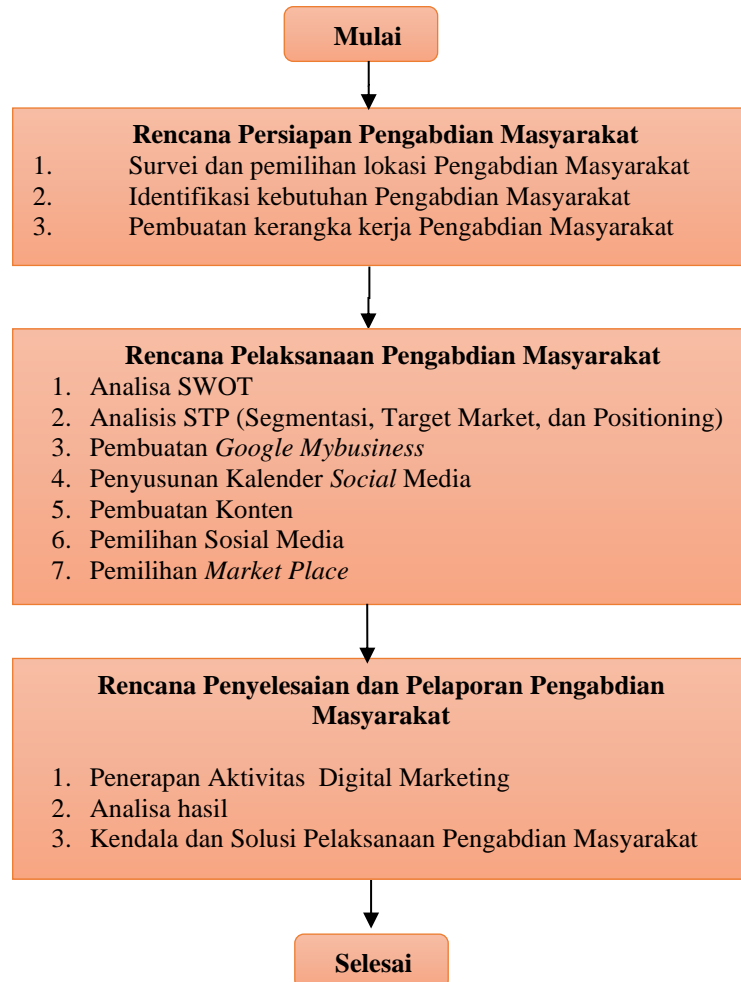 Mulai
Rencana Persiapan Pengabdian Masyarakat
1. Survei dan pemilihan lokasi Pengabdian Masyarakat
2. Identifikasi kebutuhan Pengabdian Masyarakat
3. Pembuatan kerangka kerja Pengabdian Masyarakat
Rencana Pelaksanaan Pengabdian Masyarakat
1. Analisa SWOT
2. Analisis STP (Segmentasi, Target Market, dan Positioning)
3. Pembuatan Google Mybusiness
4. Penyusunan Kalender Social Media
5. Pembuatan Konten
6. Pemilihan Sosial Media
7. Pemilihan Market Place
Rencana Penyelesaian dan Pelaporan Pengabdian
Masyarakat
1. Penerapan Aktivitas Digital Marketing
2. Analisa hasil
3. Kendala dan Solusi Pelaksanaan Pengabdian Masyarakat
Selesai